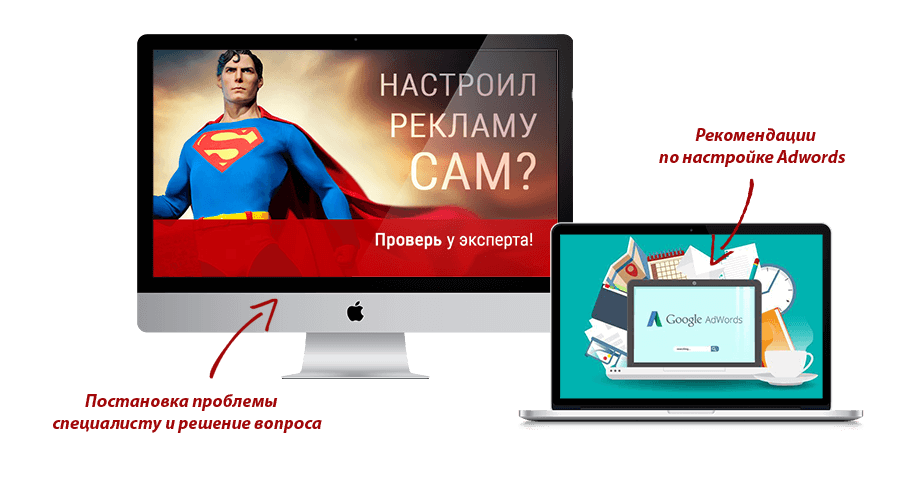 НАСТРОИЛ
РЕКЛАМУ
САМ?
Проверь у эксперта!
Рекомендации
по настройке Adwords
Google AdWords
Постановка проблемы
специалисту и решение вопроса